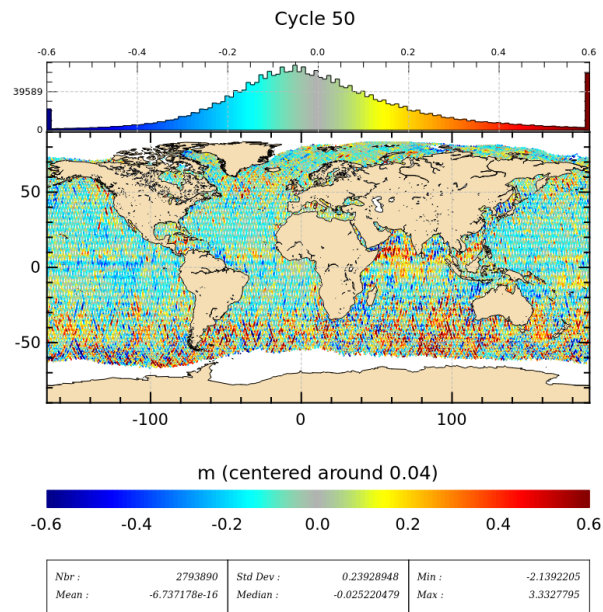 Cycle 50
-0.6 -0.4 -0.2 0.0 0.2 0.4 0.6
39589
0
50
0
-50
-100 0 100
m (centered around 0.04)
-0.6 -0.4 -0.2 0.0 0.2 0.4 0.6
Nbr : 2793890 Std Dev : 0.23928948 Min : -2.1392205
Mean : -6.737178e-16 Median : -0.025220479 Max : 3.3327795